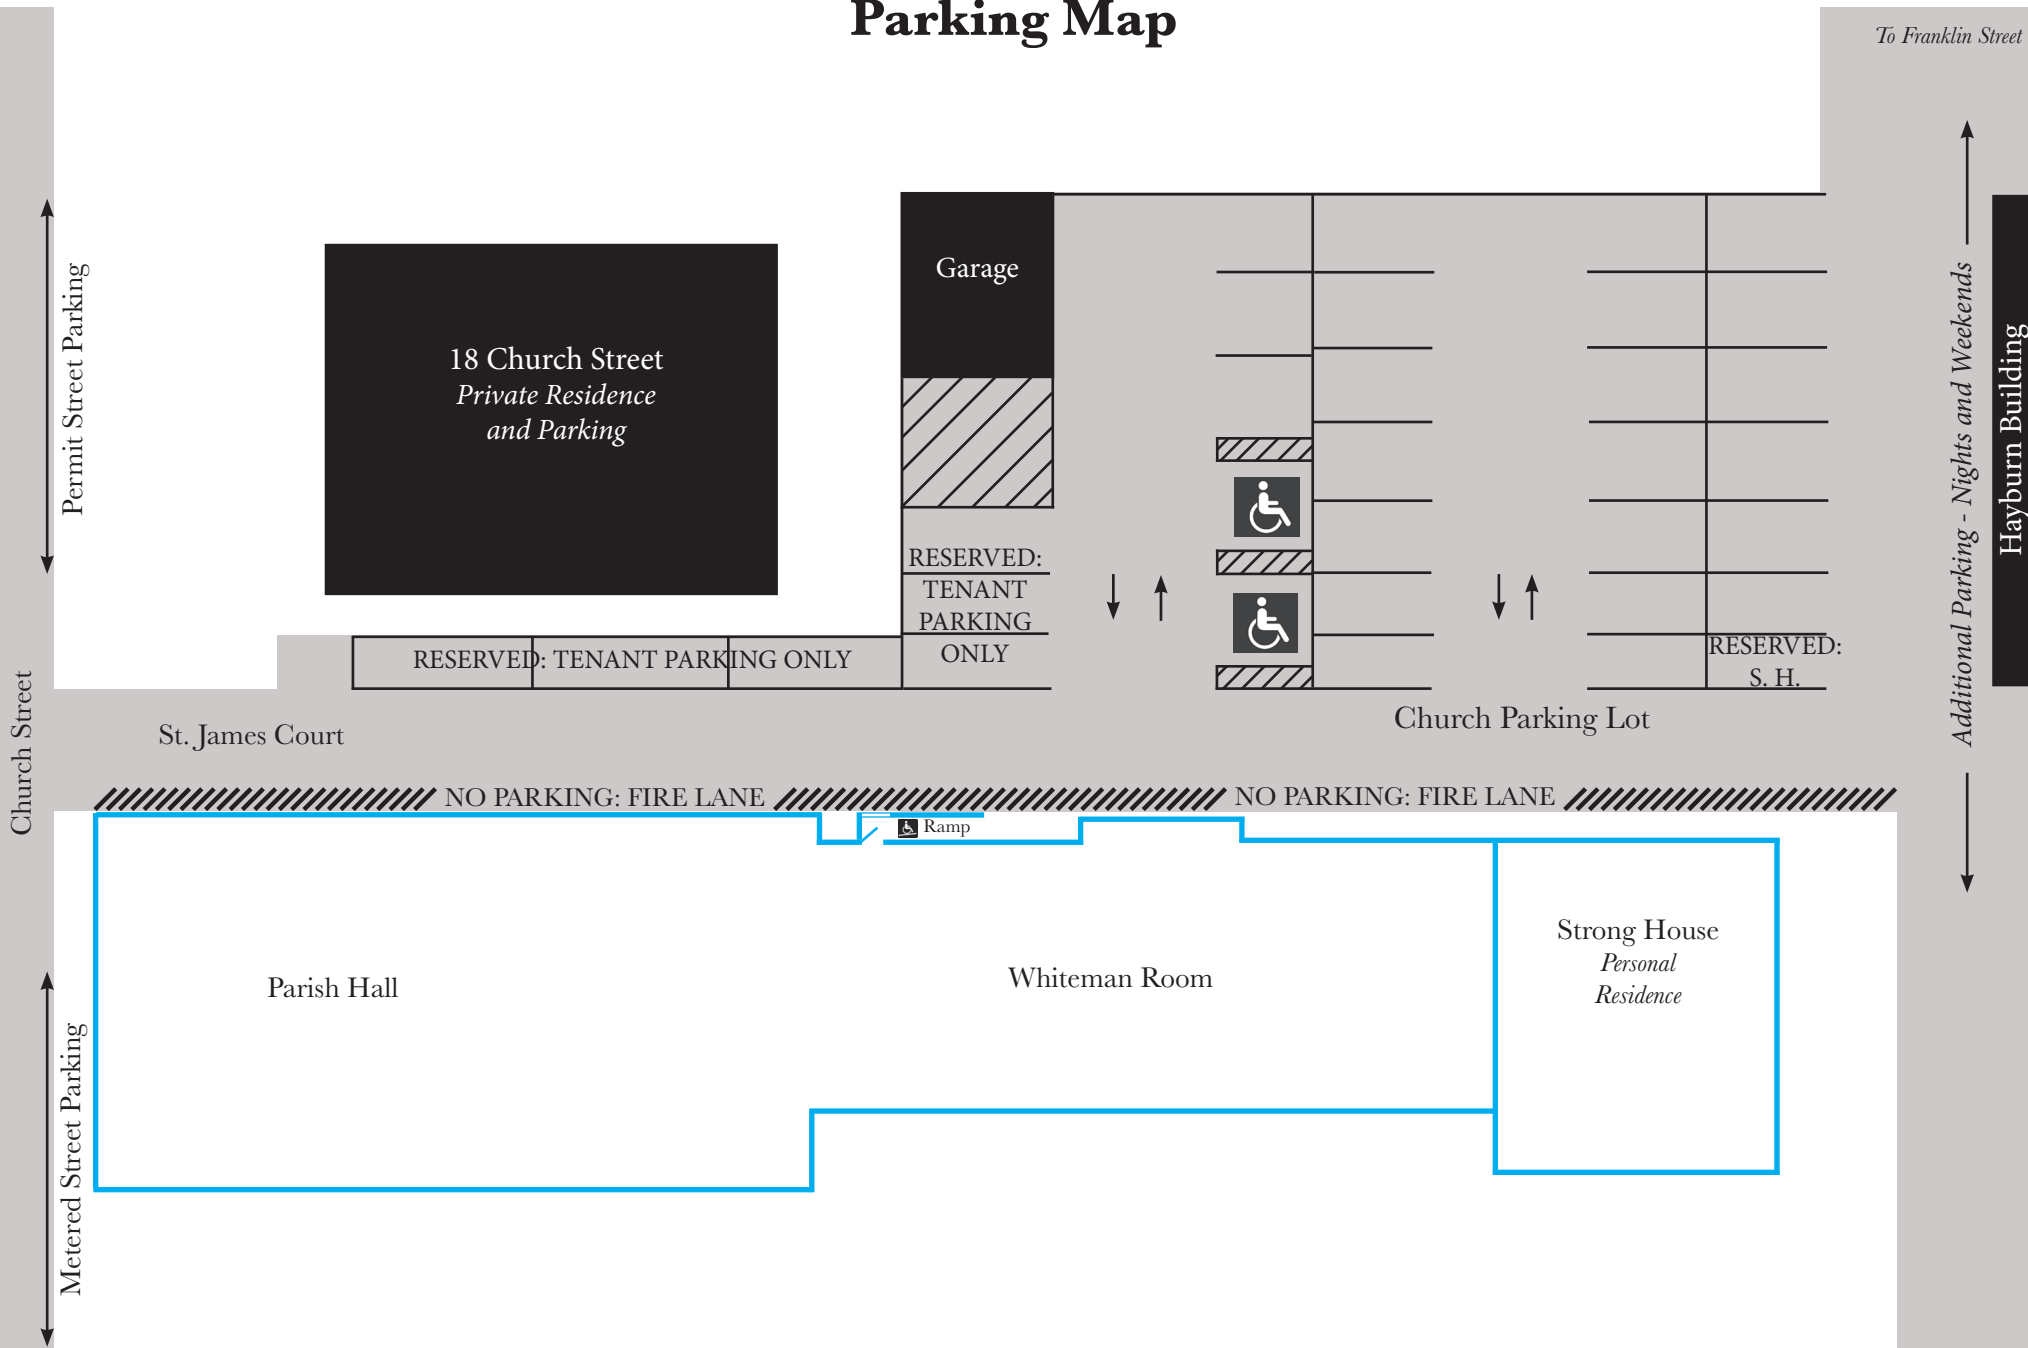 Parking Map
To Franklin Street
Permit Street Parking
18 Church Street
Private Residence
and Parking
Garage
RESERVED:
TENANT
PARKING
ONLY
RESERVED: TENANT PARKING ONLY
RESERVED:
S. H.
Additional Parking - Nights and Weekends
Hayburn Building
Church Street
St. James Court
Church Parking Lot
NO PARKING: FIRE LANE
NO PARKING: FIRE LANE
Ramp
Parish Hall
Whiteman Room
Strong House
Personal
Residence
Metered Street Parking